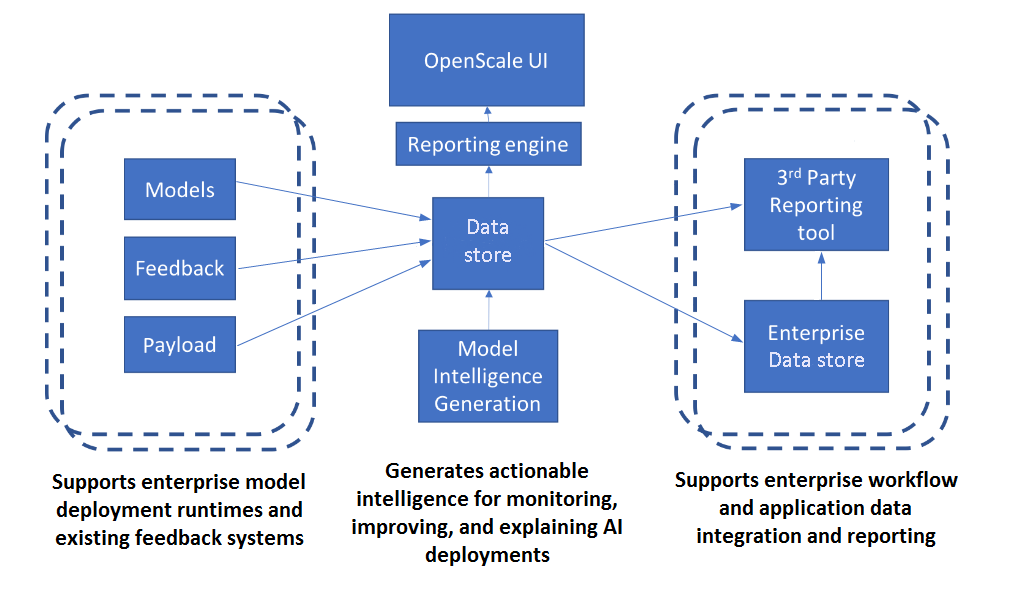 OpenScale UI
Reporting engine
Models
Feedback
Payload
Data
store
Model
Intelligence
Generation
3rd Party
Reporting
tool
Enterprise
Data store
Supports enterprise model
deployment runtimes and
existing feedback systems
Generates actionable
intelligence for monitoring,
improving, and explaining AI
deployments
Supports enterprise workflow
and application data
integration and reporting